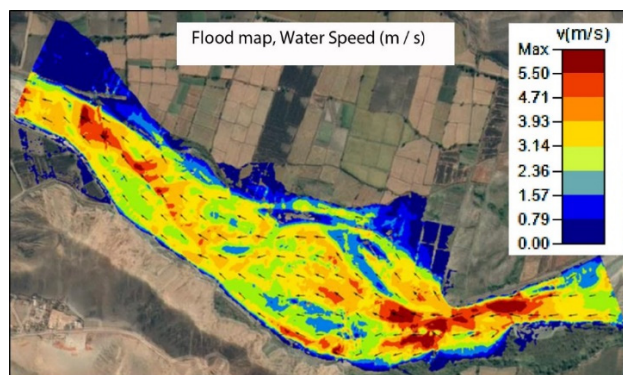 Flood map, Water Speed (m / s)
v(m/s)
Max
5.50
4.71
3.93
3.14
2.36
1.57
0.79
0.00